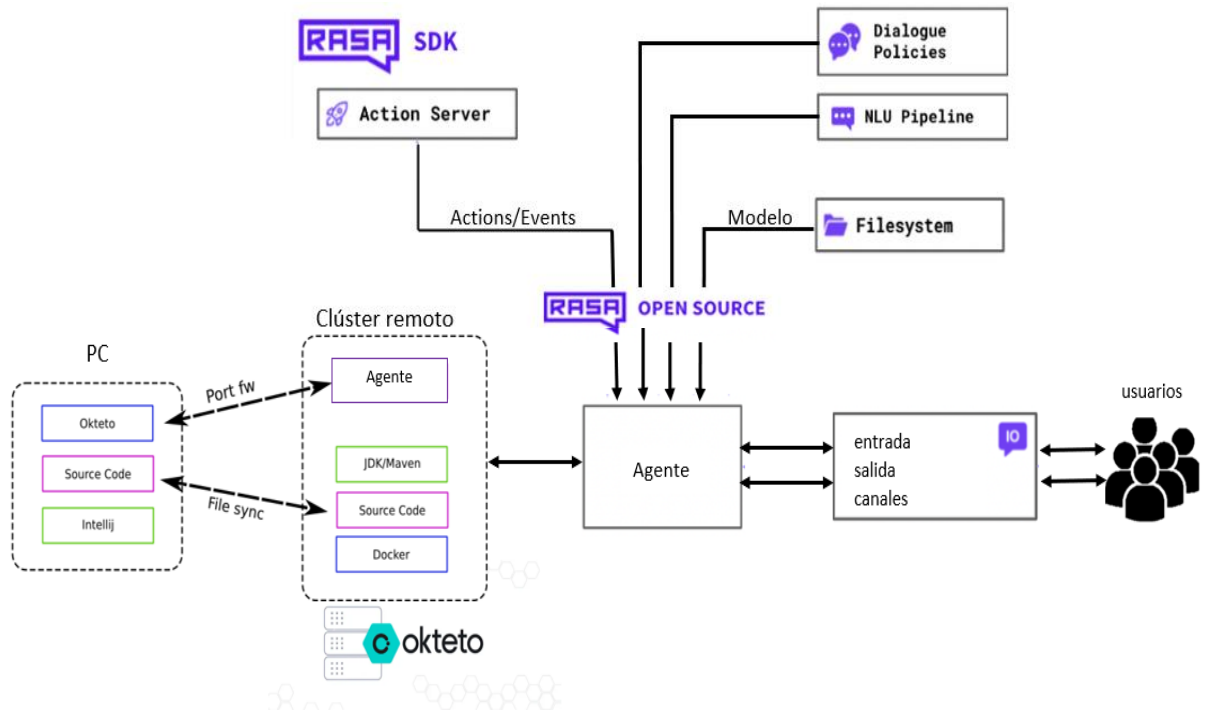 RASA SDK
Action Server
Dialogue
Policies
NLU Pipeline
Actions/Events
Modelo
Filesystem
RASA OPEN SOURCE
Clúster remoto
PC
Agente
Port fw
Okteto
Source Code
Intellij
File sync
JDK/Maven
Source Code
Docker
Agente
entrada
salida
canales
IO
usuarios
okteto